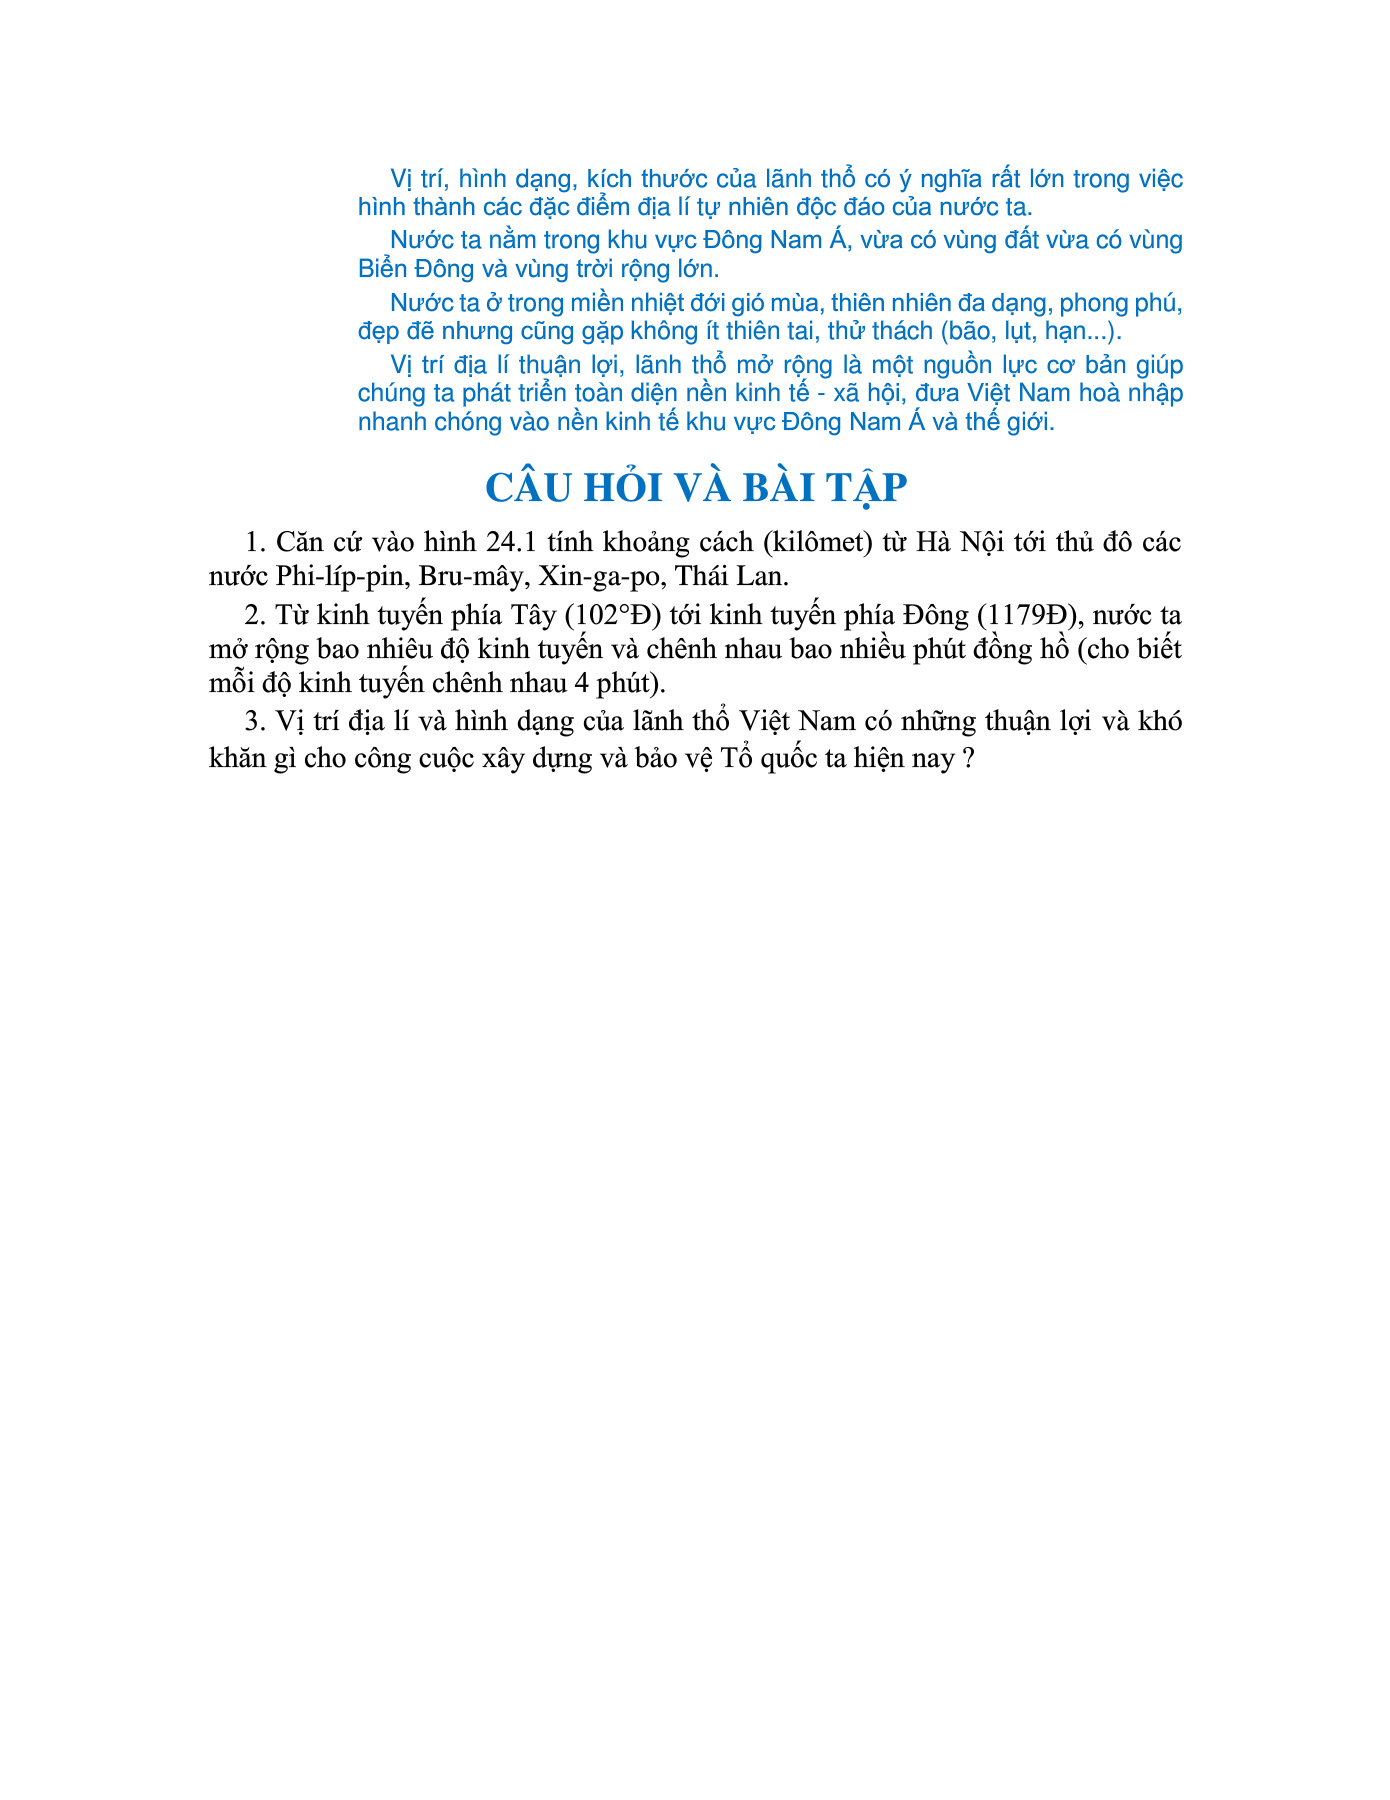 Vị trí, hình dạng, kích thước của lãnh thổ có ý nghĩa rất lớn trong việc
hình thành các đặc điểm địa lí tự nhiên độc đáo của nước ta.
Nước ta nằm trong khu vực Đông Nam Á, vừa có vùng đất vừa có vùng
Biển Đông và vùng trời rộng lớn.
Nước ta ở trong miền nhiệt đới gió mùa, thiên nhiên đa dạng, phong phú,
đẹp đẽ nhưng cũng gặp không ít thiên tai, thử thách (bão, lụt, hạn...).
Vị trí địa lí thuận lợi, lãnh thổ mở rộng là một nguồn lực cơ bản giúp
chúng ta phát triển toàn diện nền kinh tế - xã hội, đưa Việt Nam hoà nhập
nhanh chóng vào nền kinh tế khu vực Đông Nam Á và thế giới.
CÂU HỎI VÀ BÀI TẬP
1. Căn cứ vào hình 24.1 tính khoảng cách (kilômet) từ Hà Nội tới thủ đô các
nước Phi-líp-pin, Bru-mây, Xin-ga-po, Thái Lan.
2. Từ kinh tuyến phía Tây (102°Đ) tới kinh tuyến phía Đông (1179Đ), nước ta
mở rộng bao nhiêu độ kinh tuyến và chênh nhau bao nhiều phút đồng hồ (cho biết
mỗi độ kinh tuyến chênh nhau 4 phút).
3. Vị trí địa lí và hình dạng của lãnh thổ Việt Nam có những thuận lợi và khó
khăn gì cho công cuộc xây dựng và bảo vệ Tổ quốc ta hiện nay ?